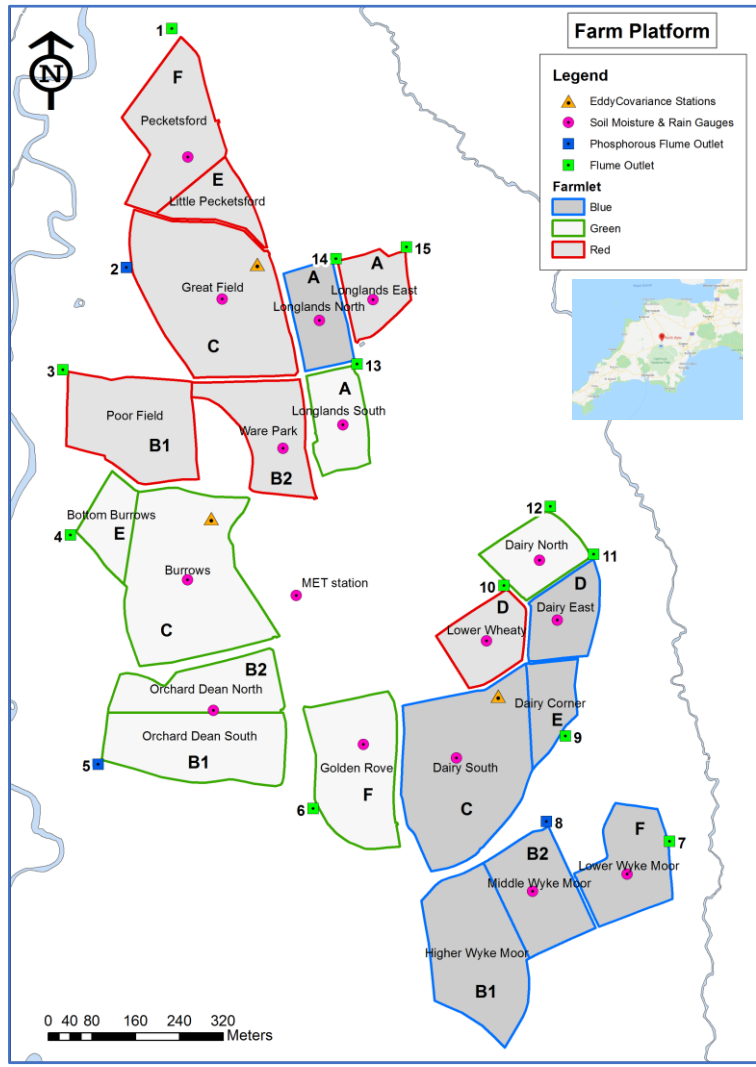 Farm Platform
Legend
EddyCovariance Stations
Soil Moisture & Rain Gauges
Phosphorous Flume Outlet
Flume Outlet
Farmlet
Blue
Green
Red
N
1
F
Pecketsford
E
Little Pecketsford
2
Great Field
C
14
A
Longlands North
15
A
Longlands East
13
A
Longlands South
3
Poor Field
B1
Ware Park
B2
Bottom Burrows
E
4
Burrows
C
MET station
12
Dairy North
11
10
D
Lower Wheaty
D
Dairy East
B2
Orchard Dean North
Orchard Dean South
B1
5
Golden Rove
F
6
Dairy South
C
Dairy Corner
E
9
8
B2
Middle Wyke Moor
F
7
Lower Wyke Moor
Higher Wyke Moor
B1
0 40 80 160 240 320
Meters